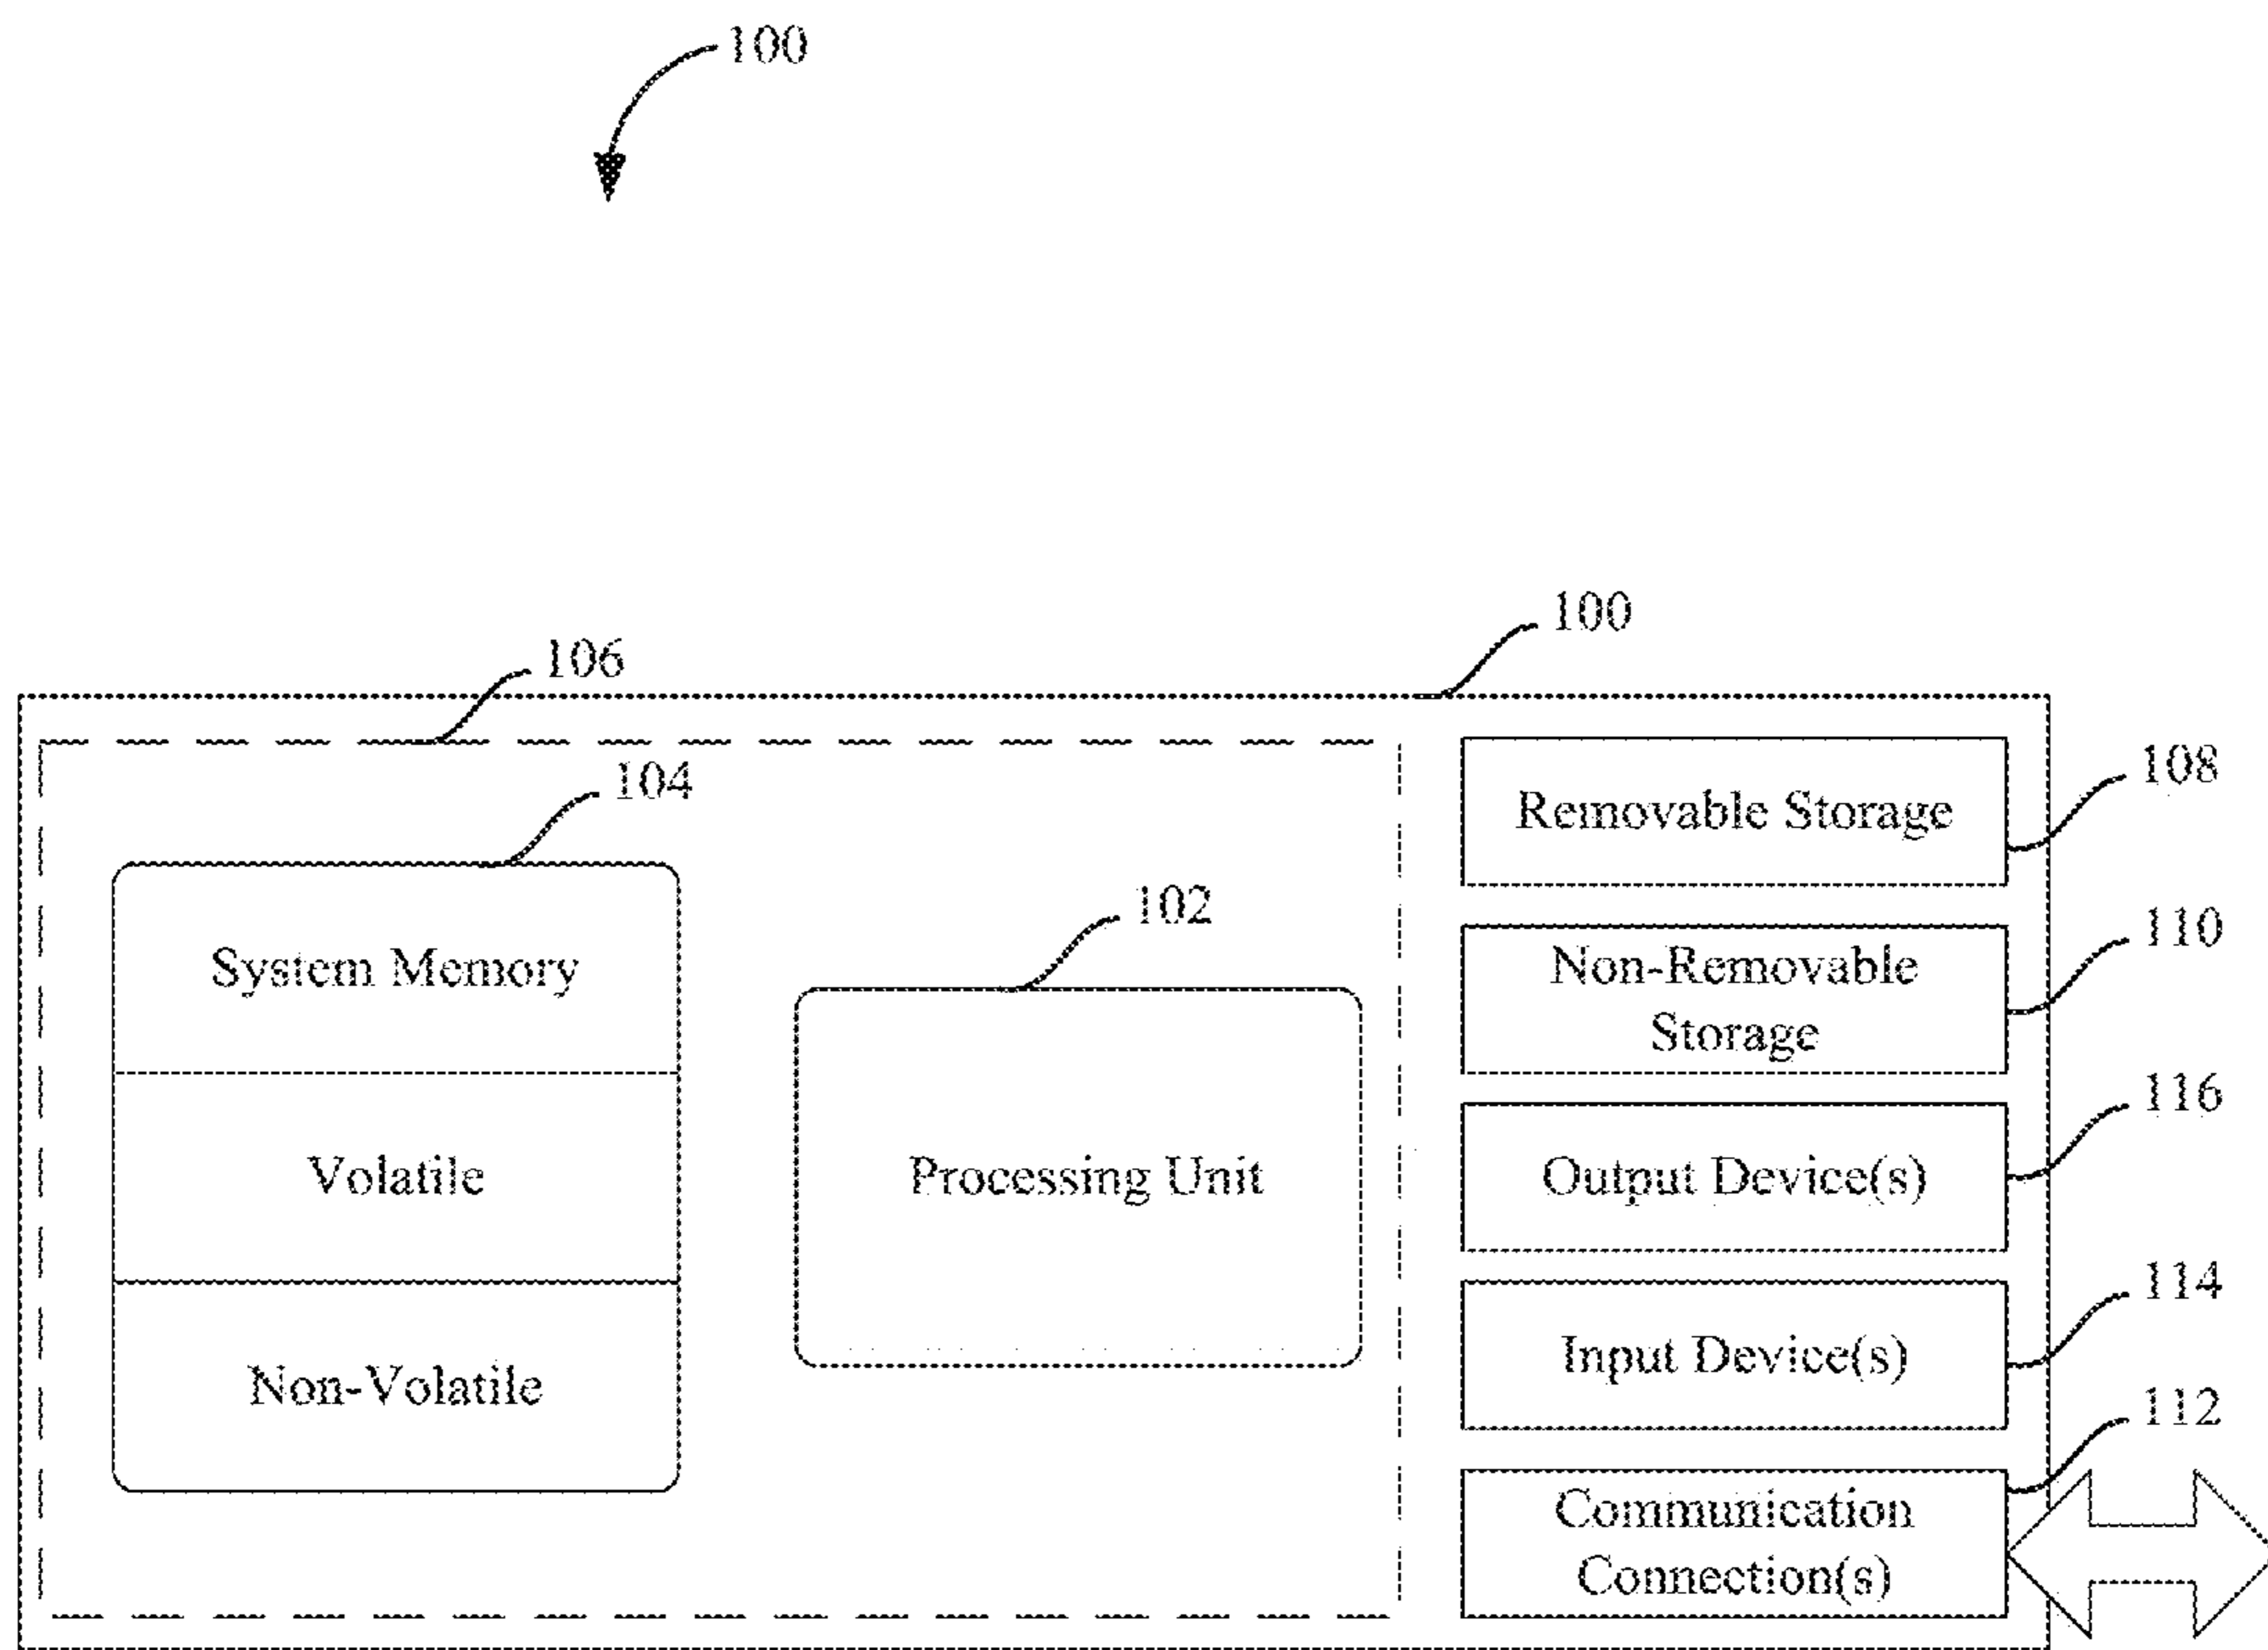 100
100
106
104
108
Removable Storage
102
110
System Memory
Non-Removable
Storage
116
Volatile
Processing Unit
Output Device(s)
114
Input Device(s)
Non-Volatile
112
Communication
Connection(s)